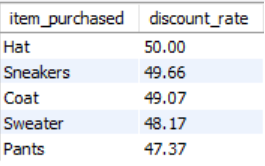 item_purchased discount_rate
Hat 50.00
Sneakers 49.66
Coat 49.07
Sweater 48.17
Pants 47.37